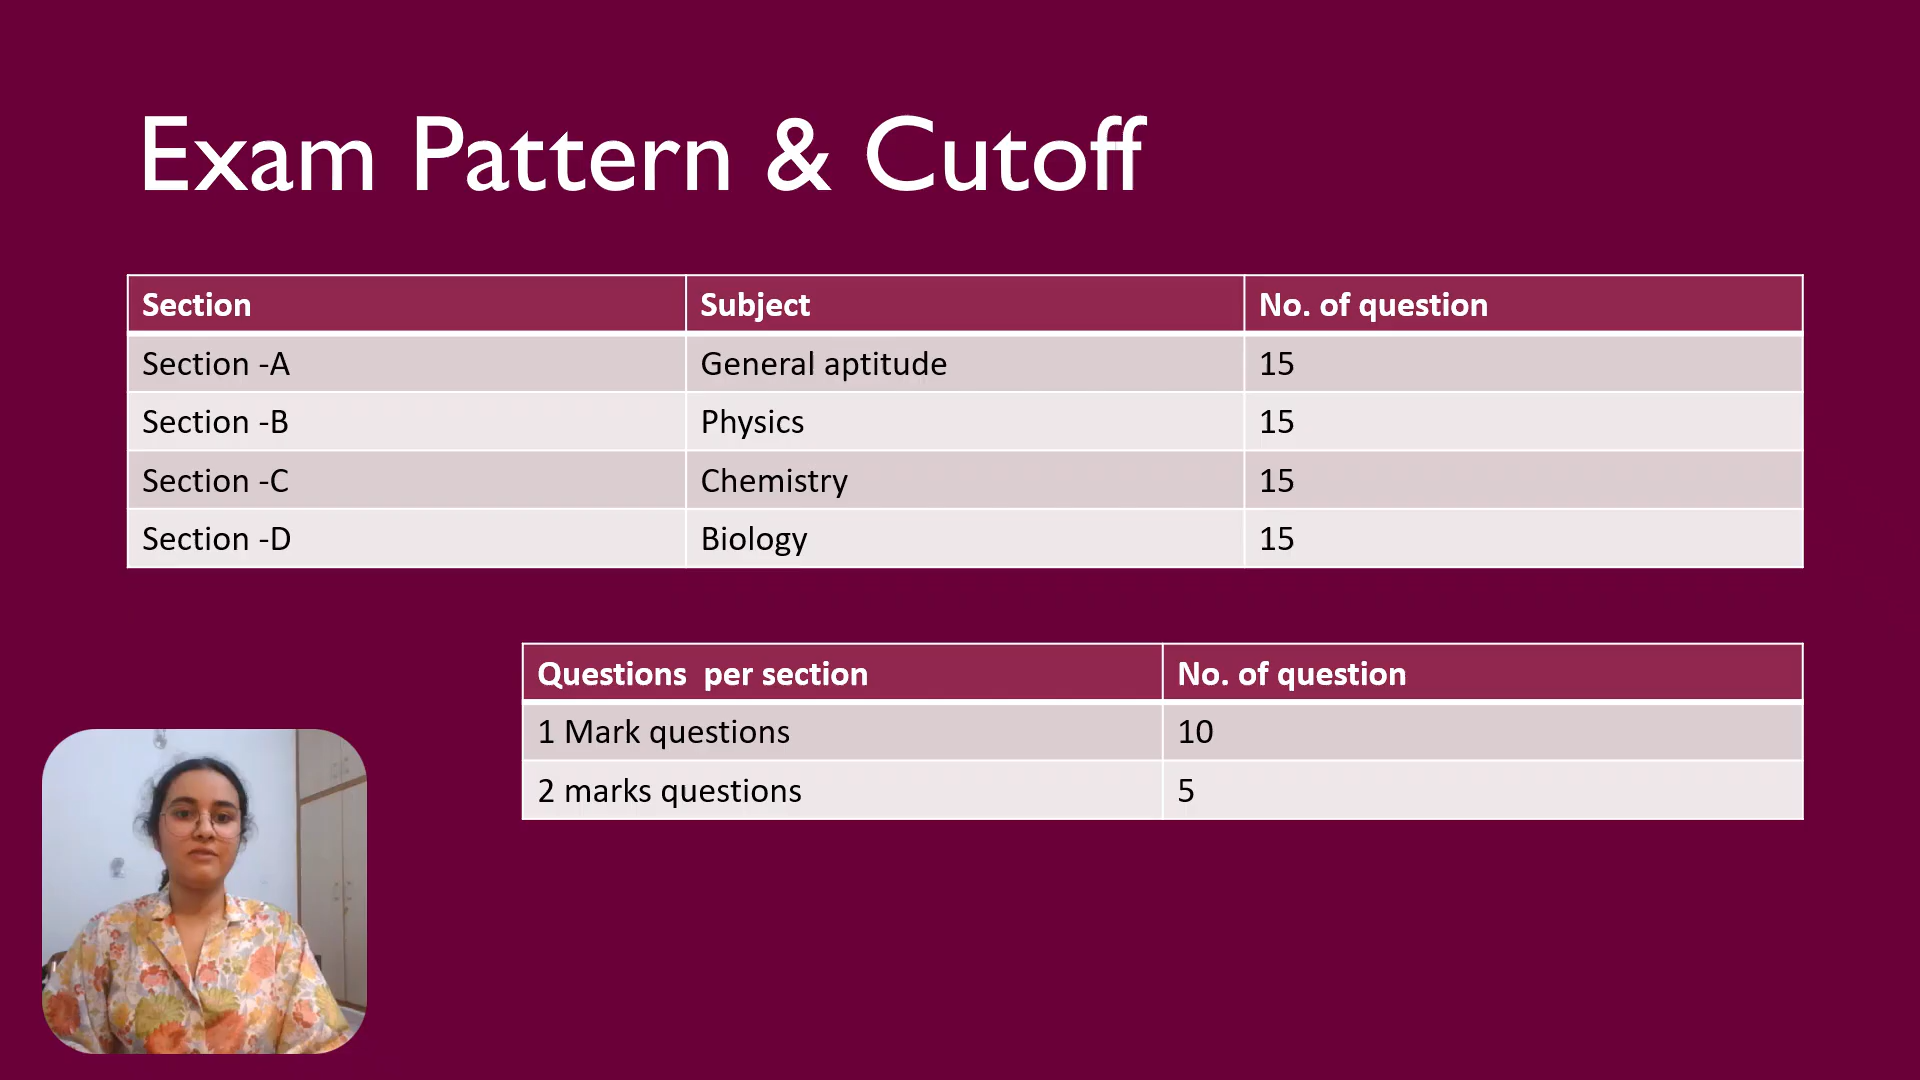 Exam Pattern & Cutoff
Section Subject No. of question
Section -A General aptitude 15
Section -B Physics 15
Section -C Chemistry 15
Section -D Biology 15
Questions per section No. of question
1 Mark questions 10
2 marks questions 5